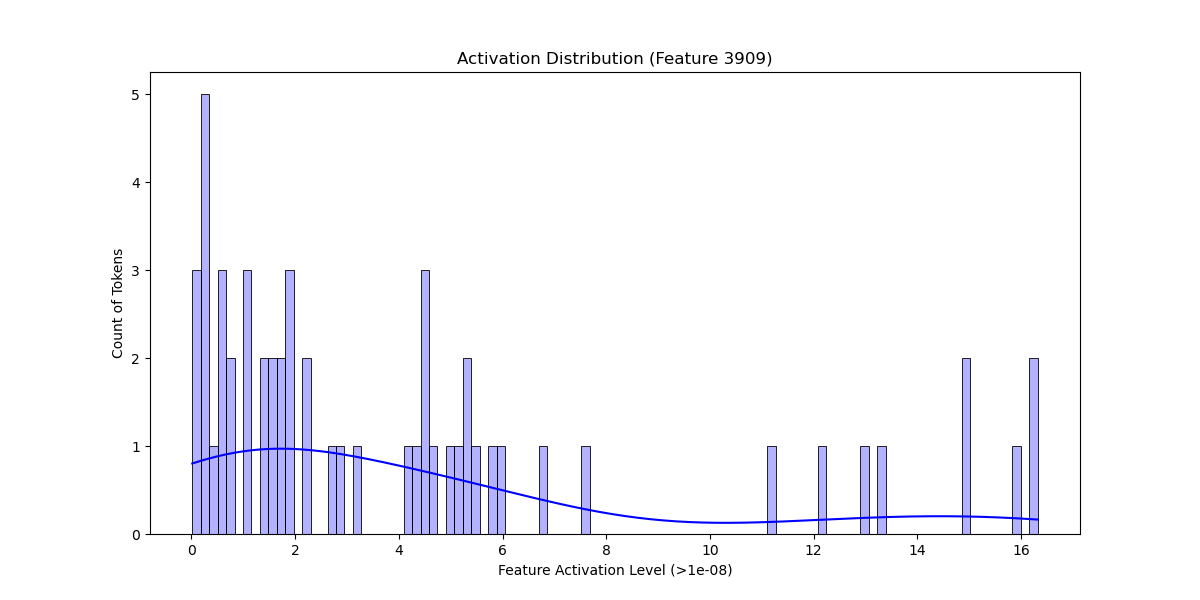 Activation Distribution (Feature 3909)
5
4
3
2
1
0
Count of Tokens
0 2 4 6 8 10 12 14 16
Feature Activation Level (>1e-08)